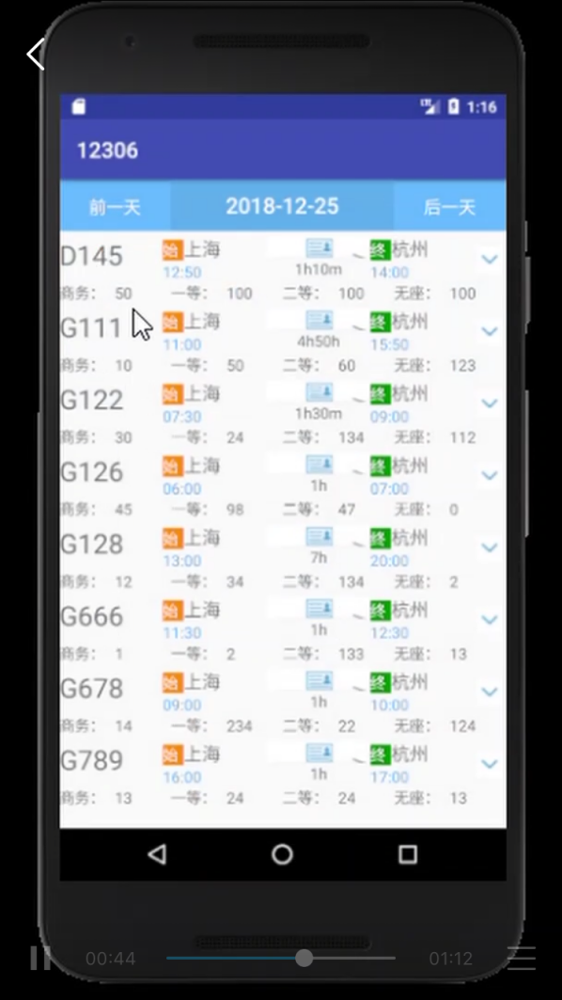 1:16
12306
前一天 2018-12-25 后一天
D145 始上海 终杭州
12:50 1h10m 14:00
商务： 50 一等： 100 二等： 100 无座： 100
G111 始上海 终杭州
11:00 4h50h 15:50
商务： 10 一等： 50 二等： 60 无座： 123
G122 始上海 终杭州
07:30 1h30m 09:00
商务： 30 一等： 24 二等： 134 无座： 112
G126 始上海 终杭州
06:00 1h 07:00
商务： 45 一等： 98 二等： 47 无座： 0
G128 始上海 终杭州
13:00 7h 20:00
商务： 12 一等： 34 二等： 134 无座： 2
G666 始上海 终杭州
11:30 1h 12:30
商务： 1 一等： 2 二等： 133 无座： 13
G678 始上海 终杭州
09:00 1h 10:00
商务： 14 一等： 234 二等： 22 无座： 124
G789 始上海 终杭州
16:00 1h 17:00
商务： 13 一等： 24 二等： 24 无座： 13
00:44 01:12